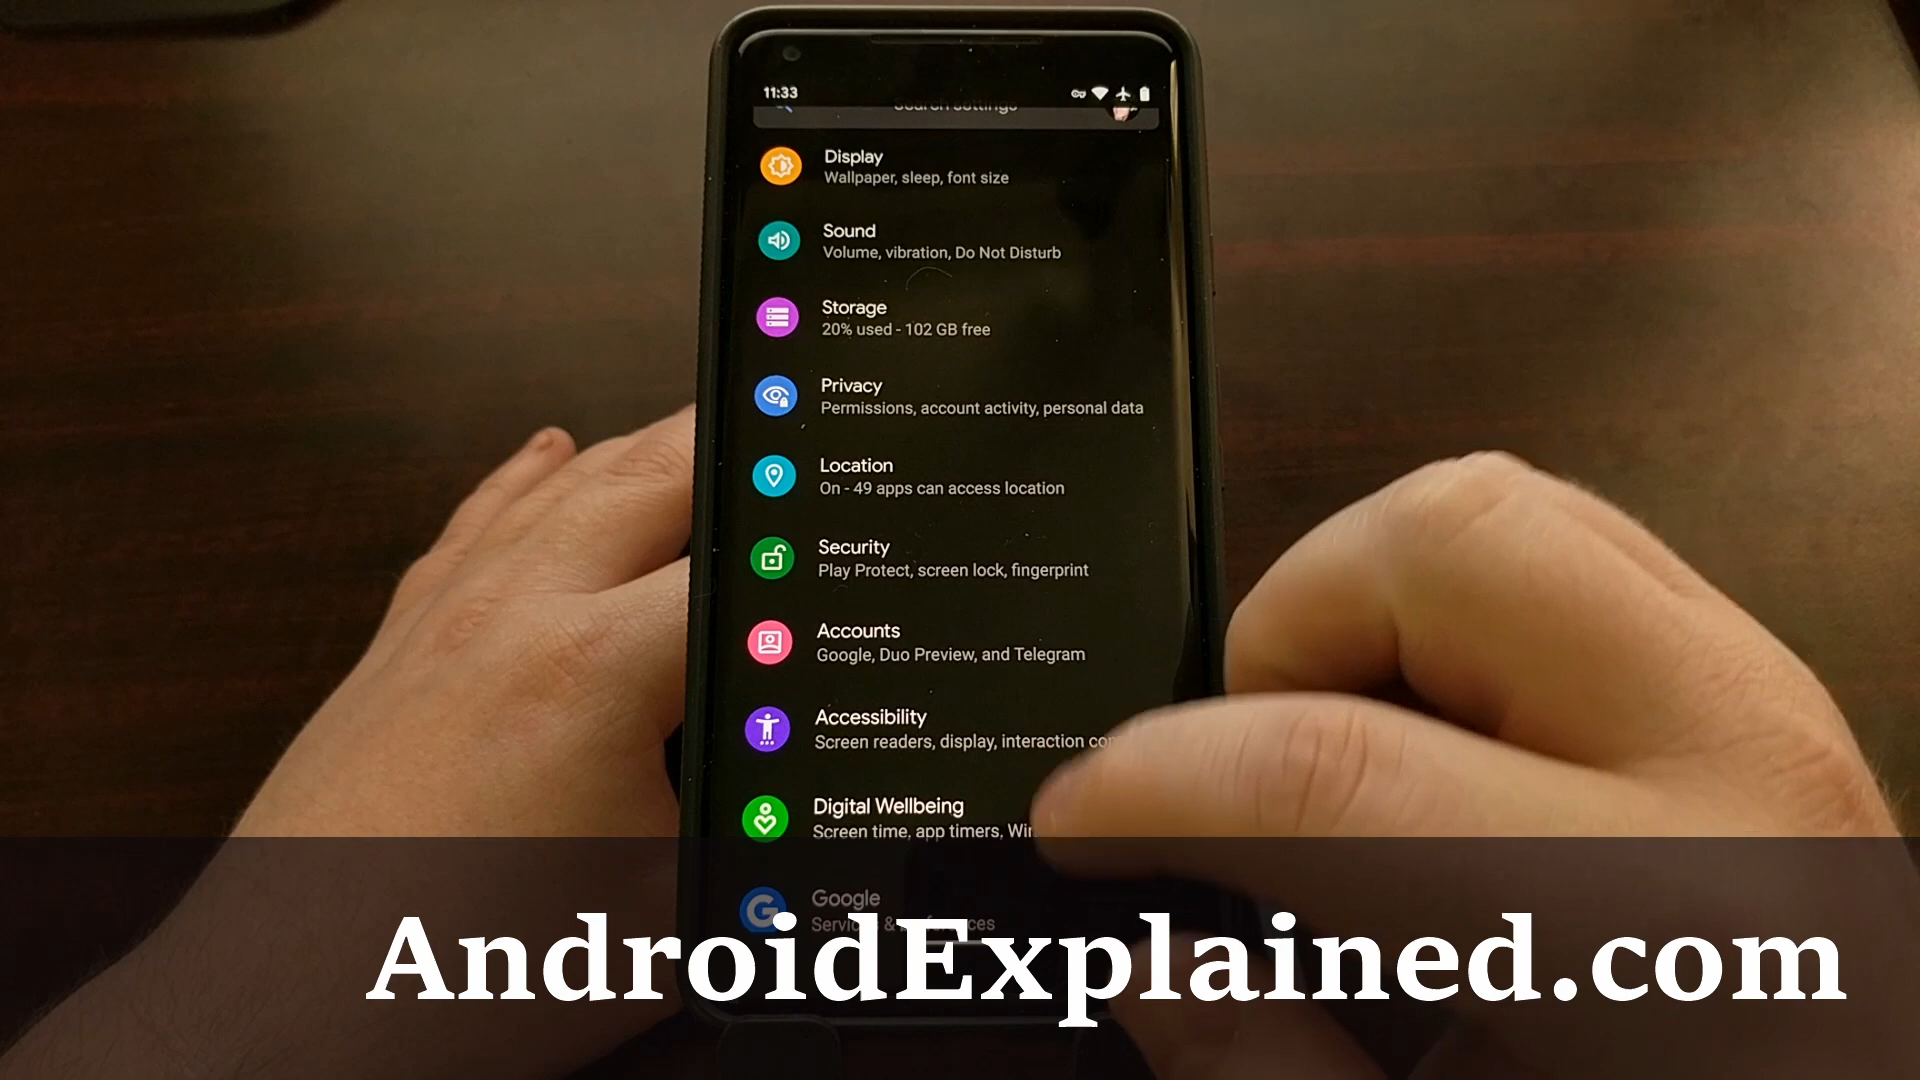 11:33
Search settings
Display
Wallpaper, sleep, font size
Sound
Volume, vibration, Do Not Disturb
Storage
20% used - 102 GB free
Privacy
Permissions, account activity, personal data
Location
On - 49 apps can access location
Security
Play Protect, screen lock, fingerprint
Accounts
Google, Duo Preview, and Telegram
Accessibility
Screen readers, display, interaction
Digital Wellbeing
Screen time, app timers,
Google
&
AndroidExplained.com